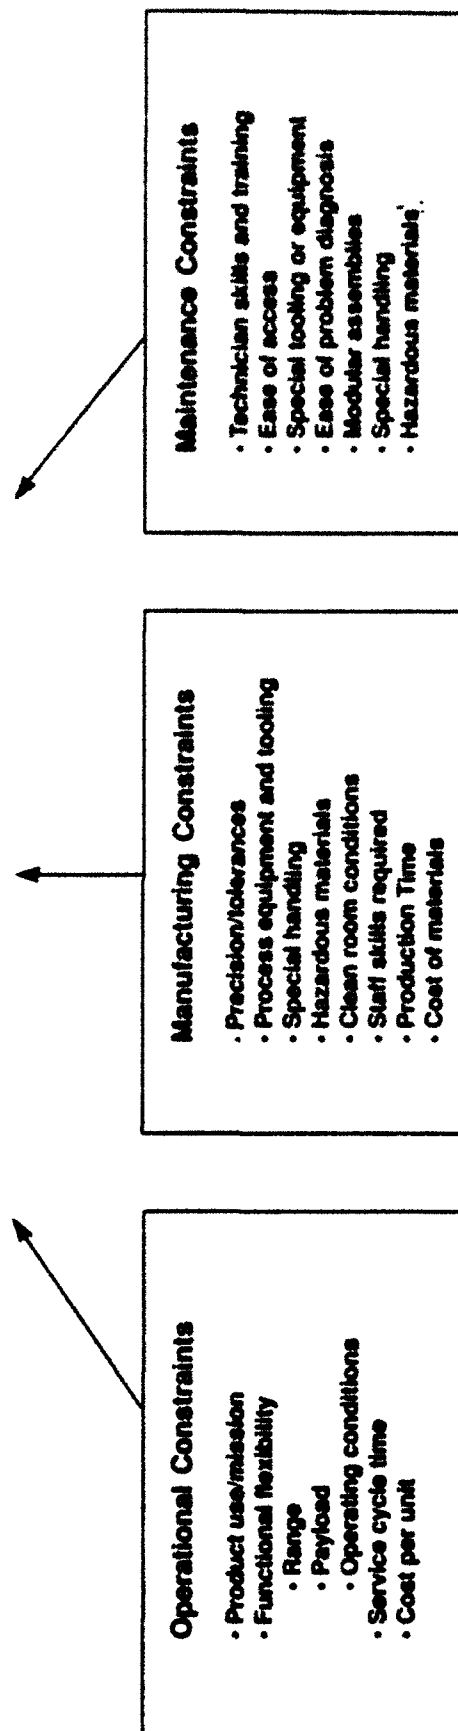 Operational Constraints
• Product use/mission
• Functional flexibility
• Range
• Payload
• Operating conditions
• Service cycle time
• Cost per unit
Manufacturing Constraints
• Precision/tolerances
• Process equipment and tooling
• Special handling
• Hazardous materials
• Clean room conditions
• Staff skills required
• Production Time
• Cost of materials
Maintenance Constraints
• Technician skills and training
• Ease of access
• Special tooling or equipment
• Ease of problem diagnosis
• Modular assemblies
• Special handling
• Hazardous materials